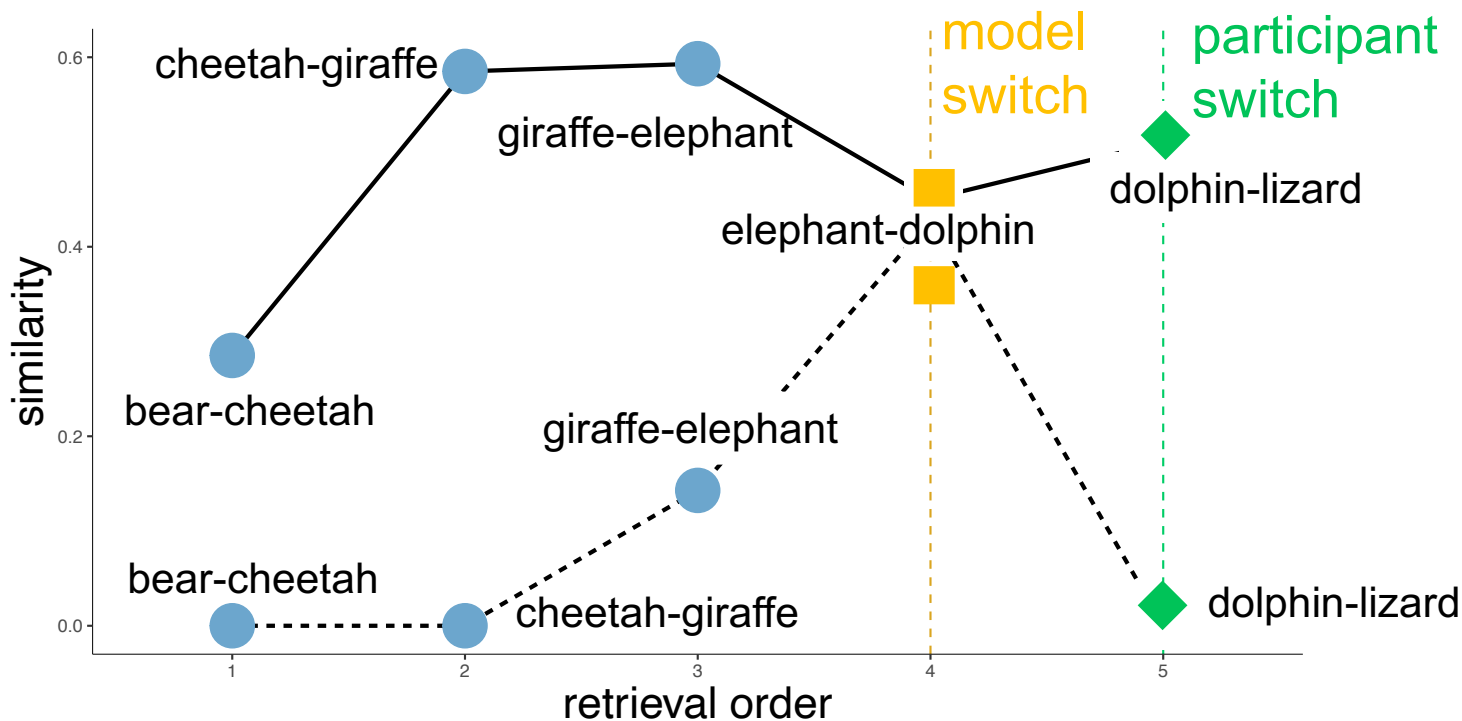 model
switch
participant
switch
0.6
cheetah-giraffe
giraffe-elephant
dolphin-lizard
elephant-dolphin
0.4
similarity
bear-cheetah
0.2
giraffe-elephant
bear-cheetah
cheetah-giraffe
dolphin-lizard
0.0
1 2 3 4 5
retrieval order